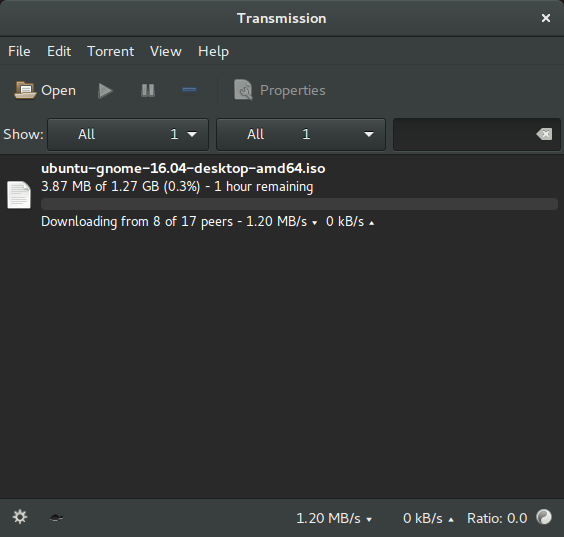 Transmission
File Edit Torrent View Help
Open Properties
Show: All 1 All 1
ubuntu-gnome-16.04-desktop-amd64.iso
3.87 MB of 1.27 GB (0.3%) - 1 hour remaining
Downloading from 8 of 17 peers - 1.20 MB/s ▾ 0 kB/s ▴
1.20 MB/s ▾ 0 kB/s ▴ Ratio: 0.0